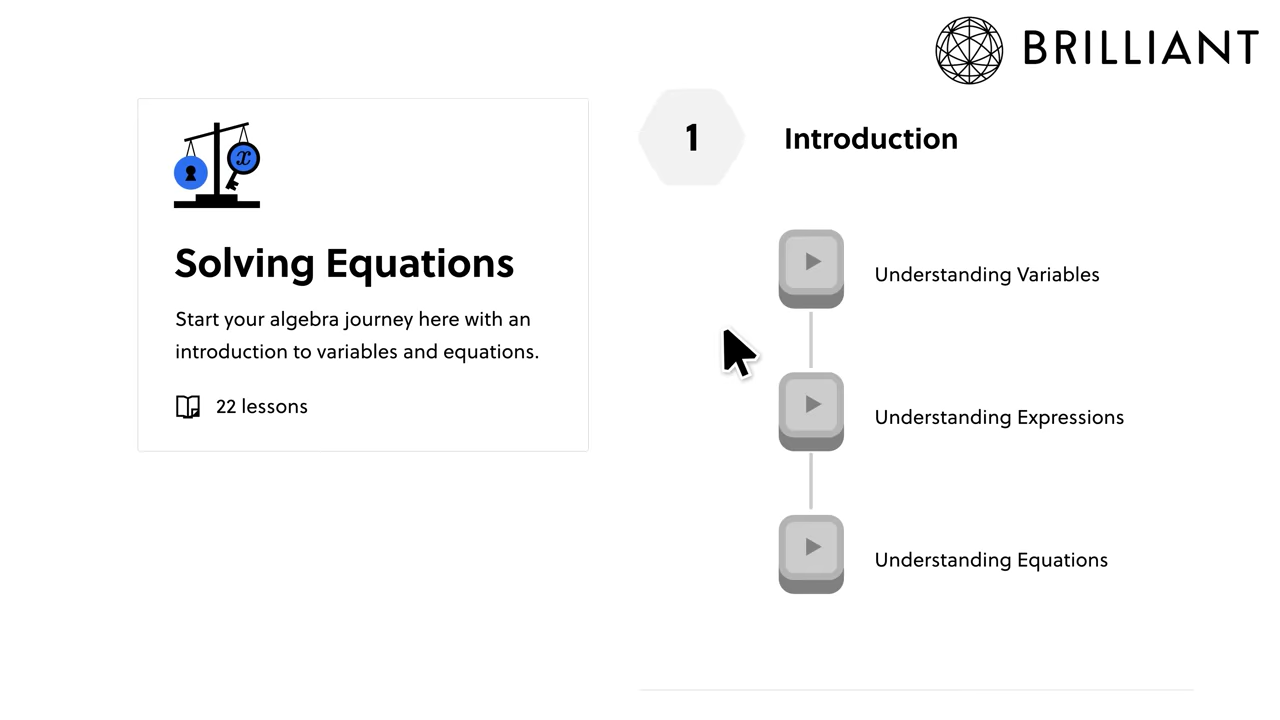 BRILLIANT
x
Solving Equations
Start your algebra journey here with an
introduction to variables and equations.
22 lessons
1
Introduction
Understanding Variables
Understanding Expressions
Understanding Equations